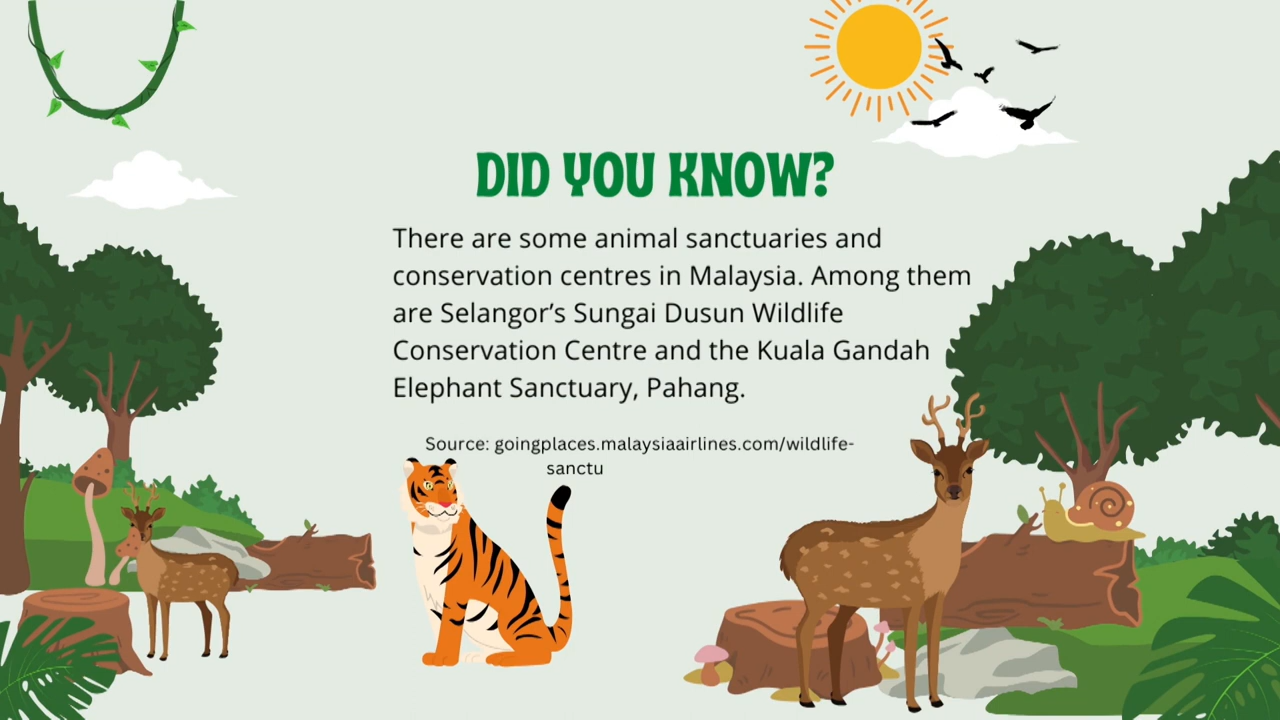 DID YOU KNOW?
There are some animal sanctuaries and
conservation centres in Malaysia. Among them
are Selangor’s Sungai Dusun Wildlife
Conservation Centre and the Kuala Gandah
Elephant Sanctuary, Pahang.
Source: goingplaces.malaysiaairlines.com/wildlife-
sanctu